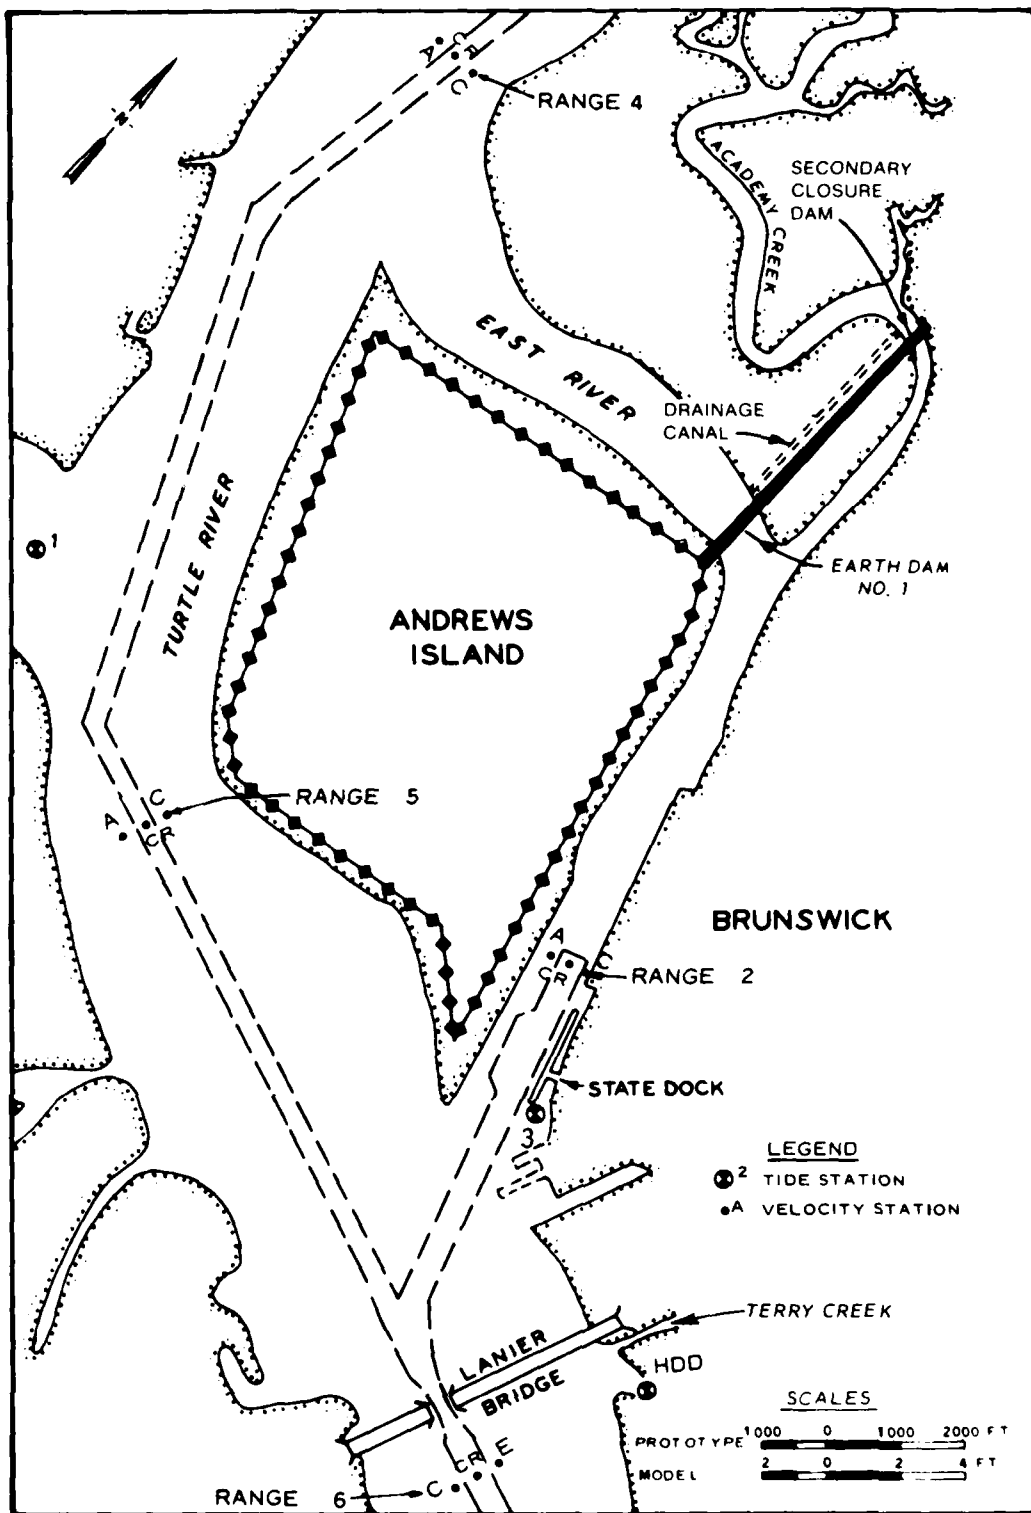 A
CR
C
RANGE 4
N
ACADEMY CREEK
SECONDARY
CLOSURE
DAM
EAST RIVER
DRAINAGE
CANAL
1
TURTLE RIVER
EARTH DAM
NO. 1
ANDREWS
ISLAND
C
RANGE 5
A
CR
BRUNSWICK
A
CR
C
RANGE 2
STATE DOCK
3
LEGEND
2 TIDE STATION
A VELOCITY STATION
TERRY CREEK
LANIER
BRIDGE
HDD
SCALES
PROTOTYPE 1000 0 1000 2000 FT
MODEL 2 0 2 4 FT
E
CR
C
RANGE 6